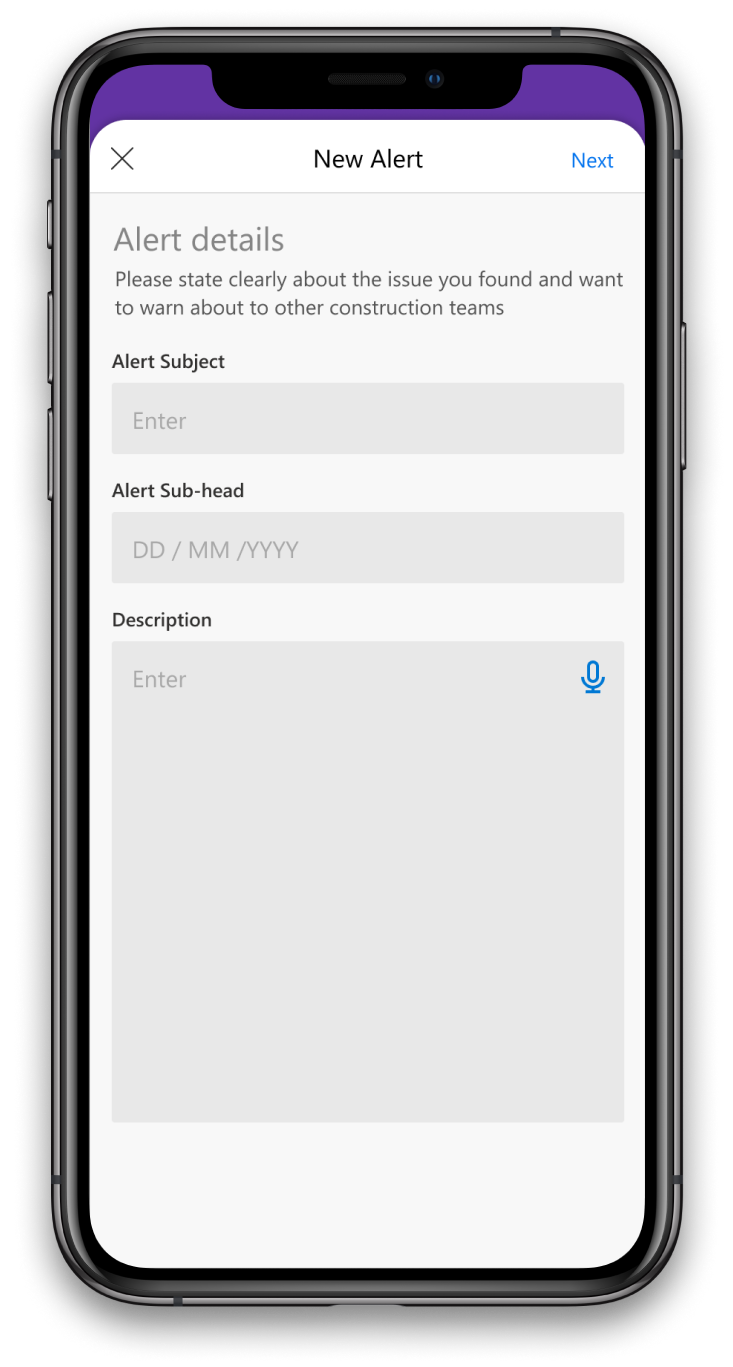 New Alert
Next
Alert details
Please state clearly about the issue you found and want
to warn about to other construction teams
Alert Subject
Enter
Alert Sub-head
DD / MM /YYYY
Description
Enter